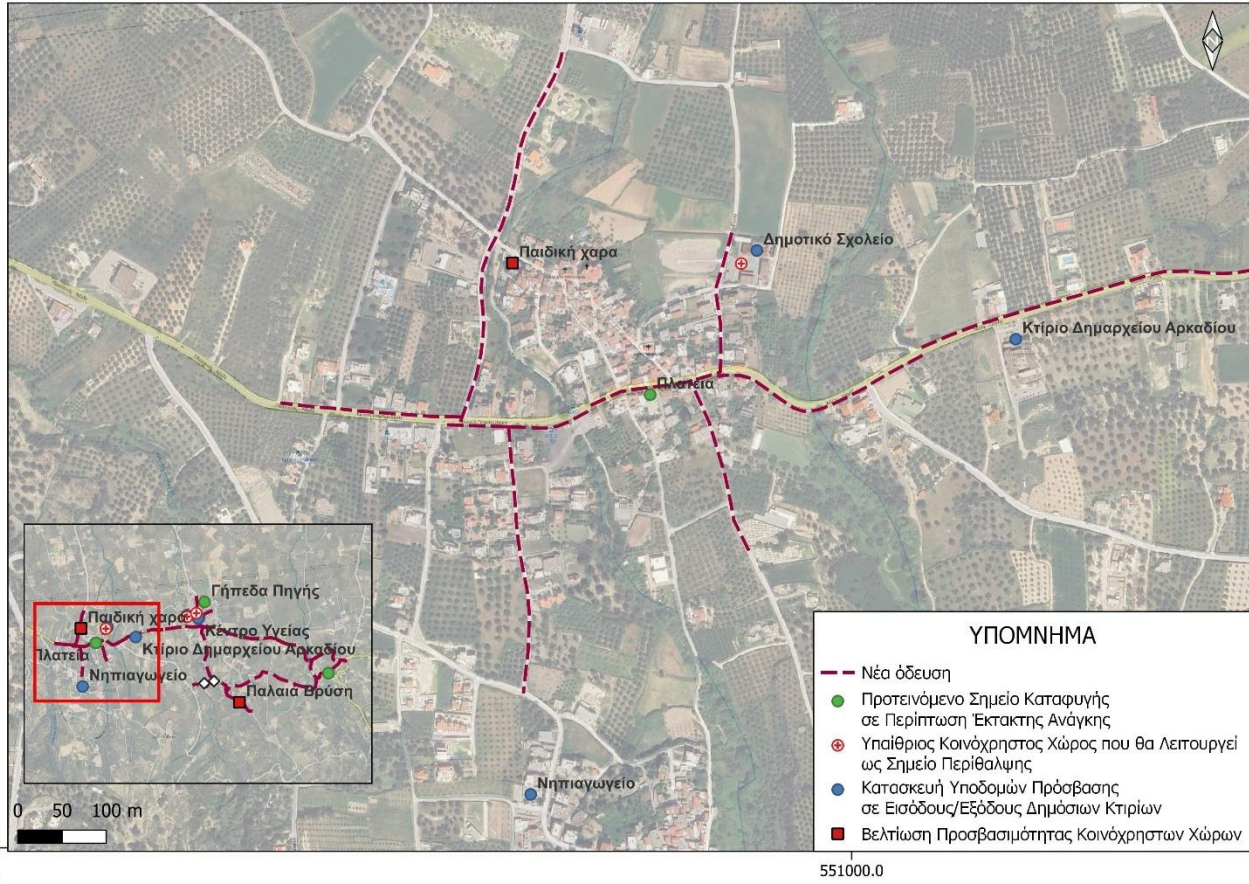 Παιδική χαρα
Δημοτικό Σχολείο
Κτίριο Δημαρχείου Αρκαδίου
Πλατεία
Νηπιαγωγείο
Γήπεδα Πηγής
Παιδική χαρα
Κέντρο Υγείας
Κτίριο Δημαρχείου Αρκαδίου
Πλατεία
Νηπιαγωγείο
Παλαιά Βρύση
0 50 100 m
ΥΠΟΜΝΗΜΑ
Νέα όδευση
Προτεινόμενο Σημείο Καταφυγής
σε Περίπτωση Έκτακτης Ανάγκης
Υπαίθριος Κοινόχρηστος Χώρος που θα Λειτουργεί
ως Σημείο Περίθαλψης
Κατασκευή Υποδομών Πρόσβασης
σε Εισόδους/Εξόδους Δημόσιων Κτιρίων
Βελτίωση Προσβασιμότητας Κοινόχρηστων Χώρων
551000.0